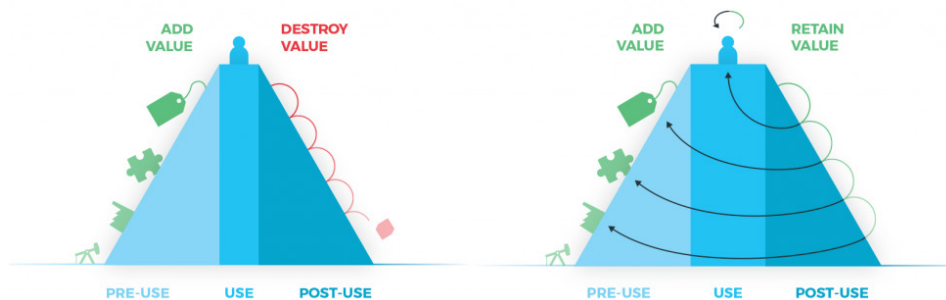 ADD
VALUE
DESTROY
VALUE
PRE-USE
USE
POST-USE
ADD
VALUE
RETAIN
VALUE
PRE-USE
USE
POST-USE